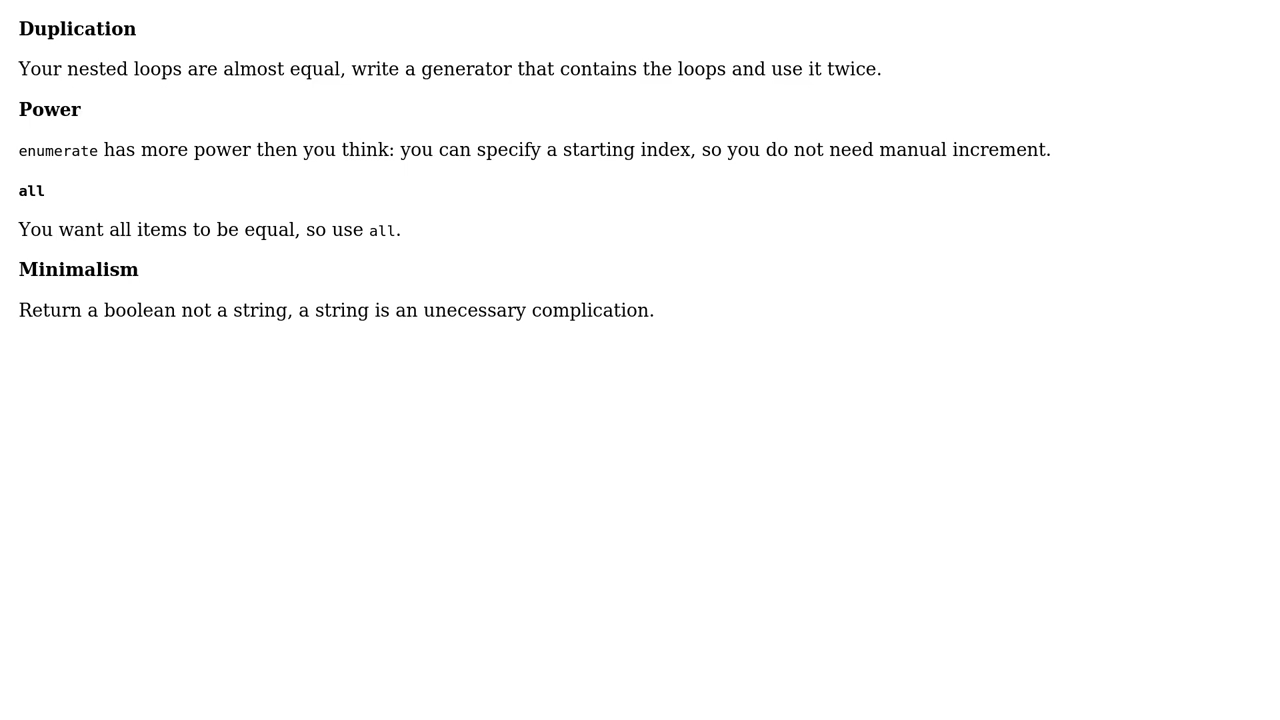 Duplication
Your nested loops are almost equal, write a generator that contains the loops and use it twice.
Power
enumerate has more power then you think: you can specify a starting index, so you do not need manual increment.
all
You want all items to be equal, so use all.
Minimalism
Return a boolean not a string, a string is an unecessary complication.